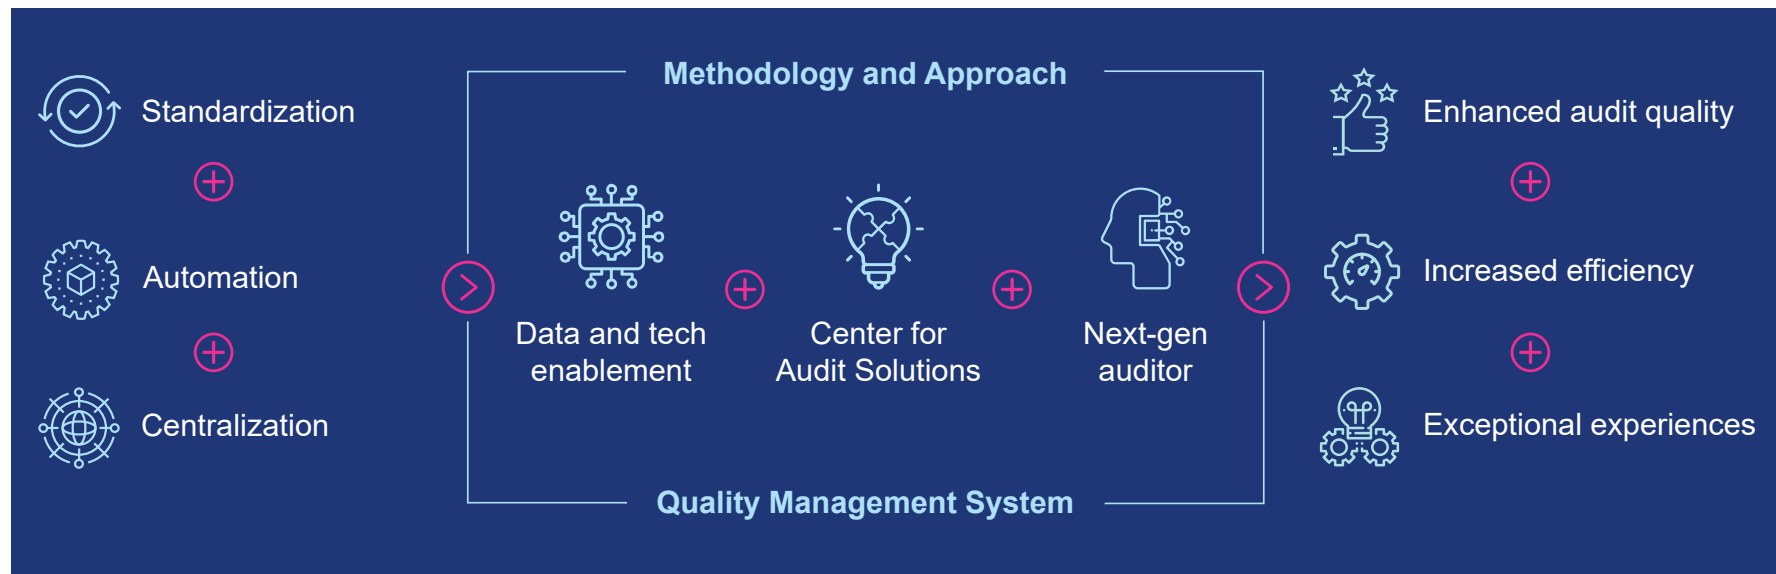 Standardization
Automation
Centralization
Methodology and Approach
Data and tech
enablement
Center for
Audit Solutions
Next-gen
auditor
Quality Management System
Enhanced audit quality
Increased efficiency
Exceptional experiences